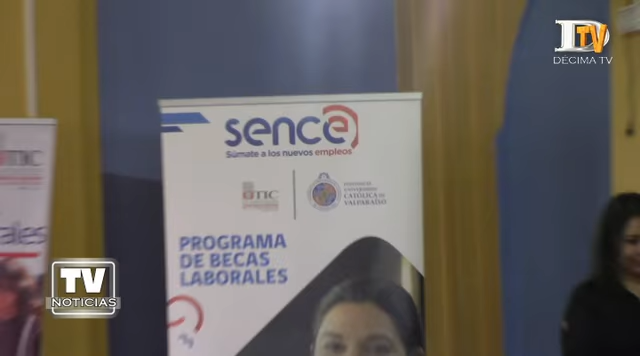 DTV
DECIMA TV
sence
Súmate a los nuevos empleos
OTIC
PONTIFICIA UNIVERSIDAD
CATÓLICA DE
VALPARAÍSO
PROGRAMA
DE BECAS
LABORALES
TIC
ales
TV
NOTICIAS